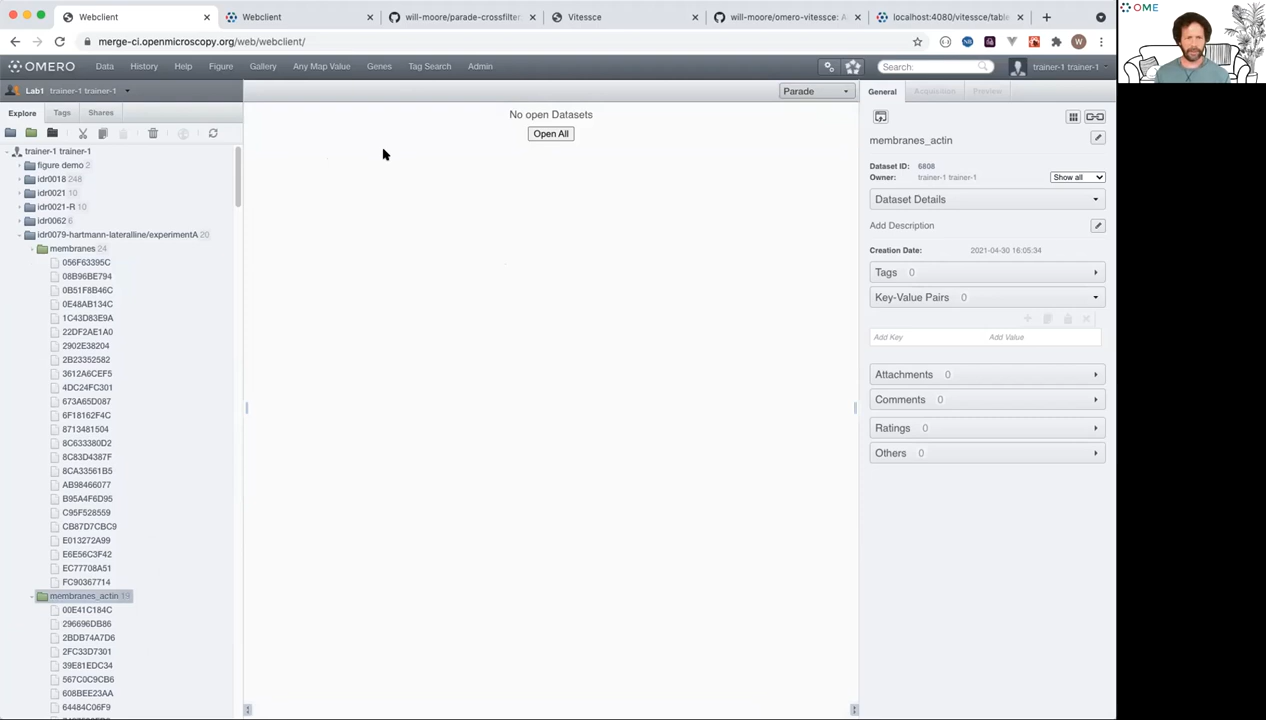 Webclient
Webclient
will-moore/parade-crossfilter:
Vitessce
will-moore/omero-vitessce: A
localhost:4080/vitessce/table
merge-ci.openmicroscopy.org/web/webclient/
W
OME
OMERO
Data
History
Help
Figure
Gallery
Any Map Value
Genes
Tag Search
Admin
Search:
trainer-1 trainer-1
Lab1 trainer-1 trainer-1
Parade
General
Acquisition
Preview
Explore
Tags
Shares
No open Datasets
Open All
trainer-1 trainer-1
figure demo 2
idr0018 248
idr0021 10
idr0021-R 10
idr0062 6
idr0079-hartmann-lateralline/experimentA 20
membranes 24
056F63395C
08B96BE794
0B51F8B46C
0E48AB134C
1C43D83E9A
22DF2AE1A0
2902E38204
2B23352582
3612A6CEF5
4DC24FC301
673A65D087
6F18162F4C
8713481504
8C633380D2
8C83D4387F
8CA33561B5
AB98466077
B95A4F6D95
C95F528559
CB87D7CBC9
E013272A99
E6E56C3F42
EC77708A51
FC90367714
membranes_actin 19
00E41C184C
296696DB86
2BDB74A7D6
2FC33D7301
39E81EDC34
567C0C9CB6
608BEE23AA
64484C06F9
membranes_actin
Dataset ID: 6808
Owner: trainer-1 trainer-1
Show all
Dataset Details
Add Description
Creation Date: 2021-04-30 16:05:34
Tags 0
Key-Value Pairs 0
Add Key
Add Value
Attachments 0
Comments 0
Ratings 0
Others 0